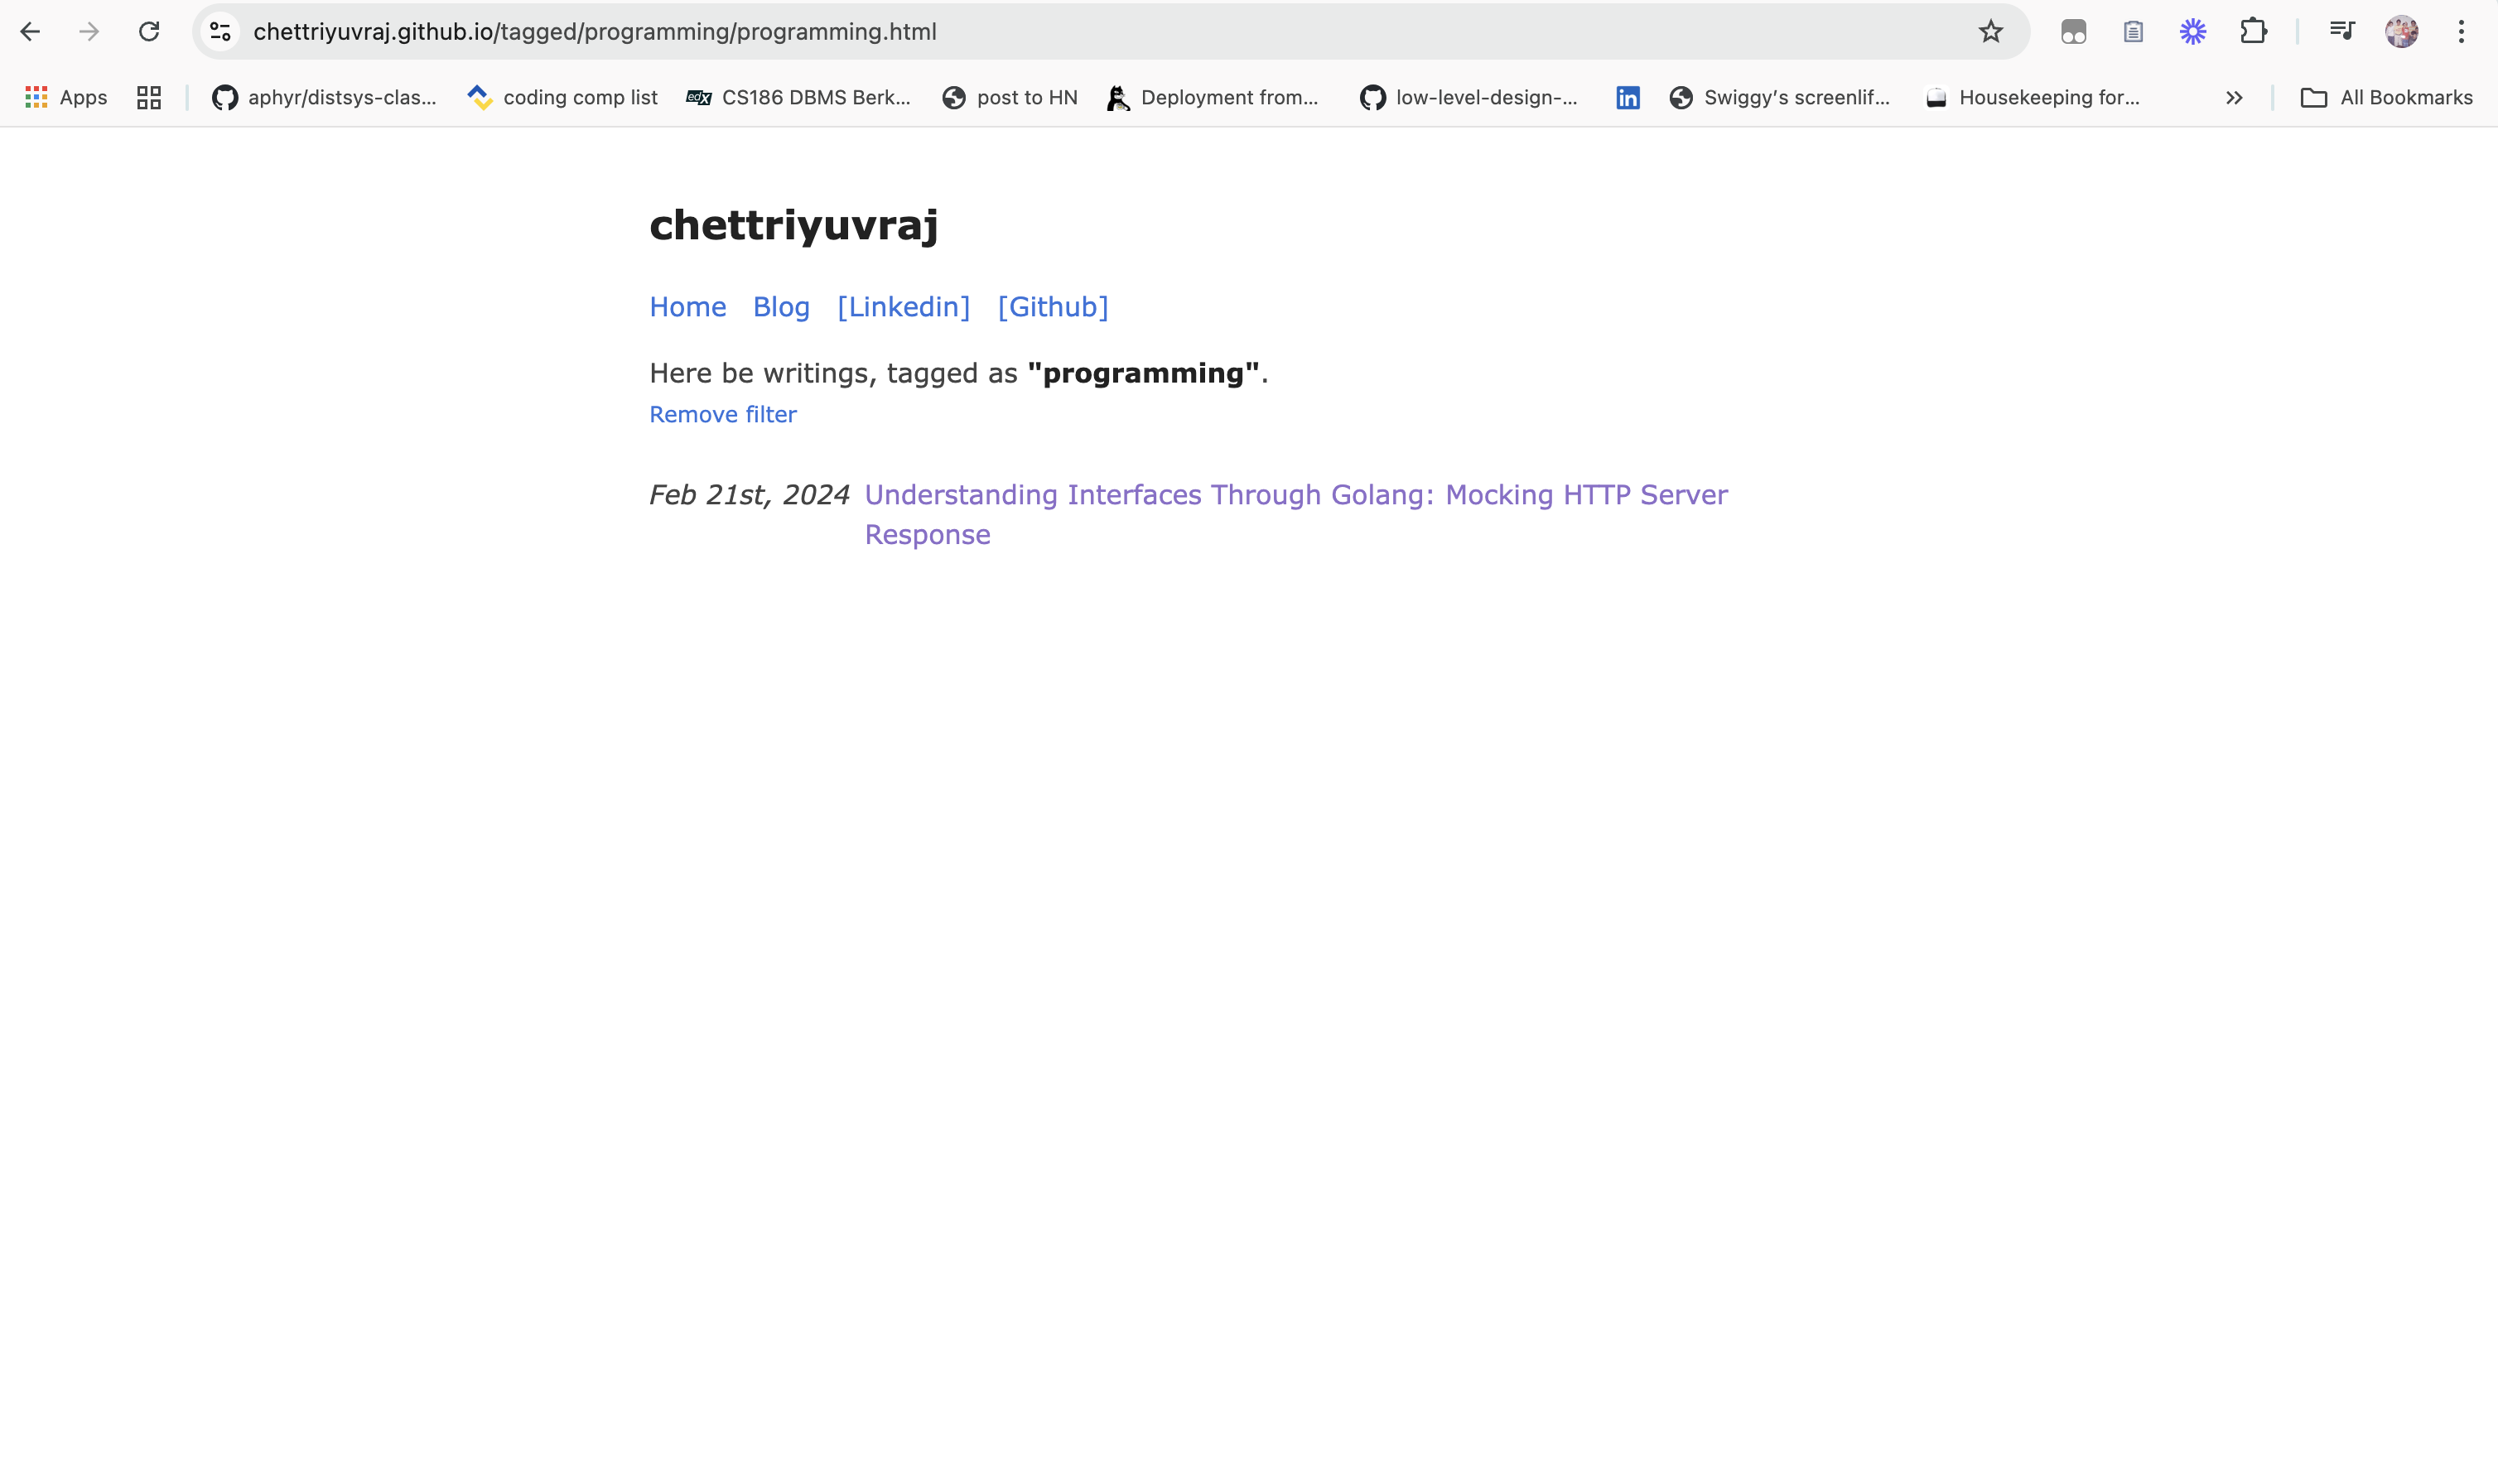 chettriyuvraj.github.io/tagged/programming/programming.html
Apps aphyr/distsys-clas... coding comp list edX CS186 DBMS Berk... post to HN Deployment from... low-level-design-... in Swiggy’s screenlif... Housekeeping for... All Bookmarks
chettriyuvraj
Home Blog [Linkedin] [Github]
Here be writings, tagged as "programming".
Remove filter
Feb 21st, 2024 Understanding Interfaces Through Golang: Mocking HTTP Server
Response